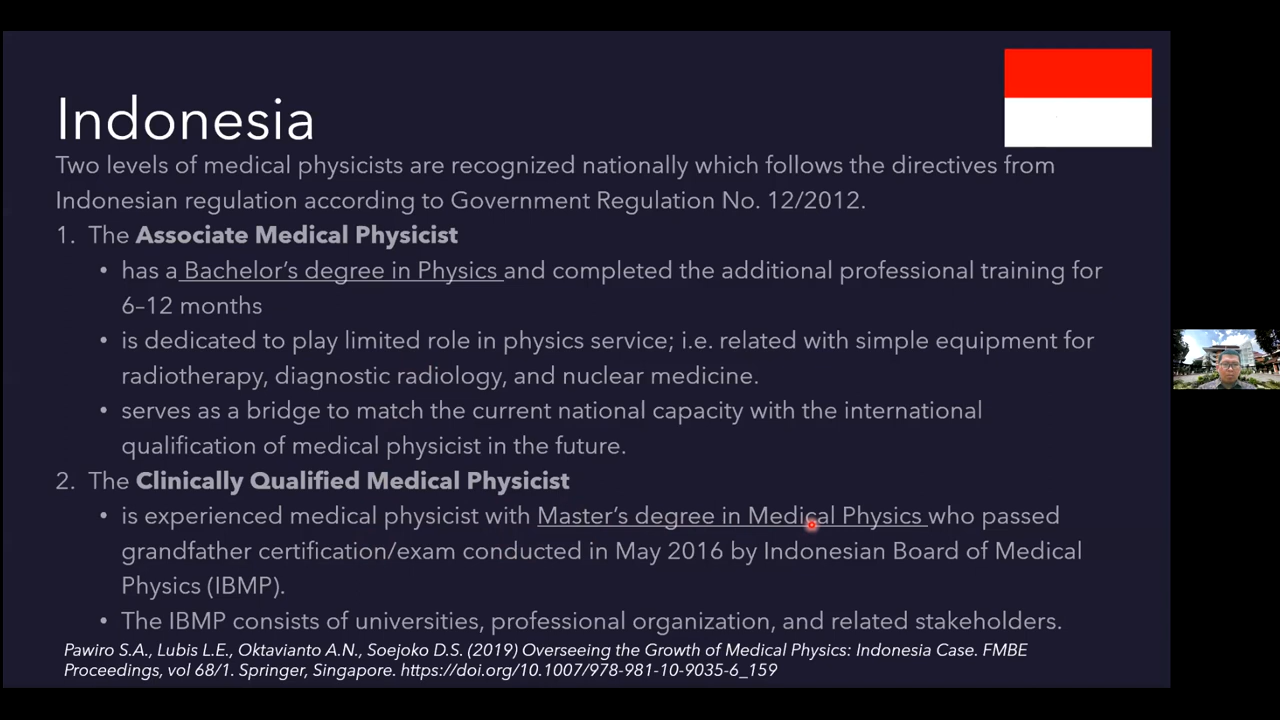 Indonesia
Two levels of medical physicists are recognized nationally which follows the directives from
Indonesian regulation according to Government Regulation No. 12/2012.
1. The Associate Medical Physicist
• has a Bachelor's degree in Physics and completed the additional professional training for
6–12 months
• is dedicated to play limited role in physics service; i.e. related with simple equipment for
radiotherapy, diagnostic radiology, and nuclear medicine.
• serves as a bridge to match the current national capacity with the international
qualification of medical physicist in the future.
2. The Clinically Qualified Medical Physicist
• is experienced medical physicist with Master's degree in Medical Physics who passed
grandfather certification/exam conducted in May 2016 by Indonesian Board of Medical
Physics (IBMP).
• The IBMP consists of universities, professional organization, and related stakeholders.
Pawiro S.A., Lubis L.E., Oktavianto A.N., Soejoko D.S. (2019) Overseeing the Growth of Medical Physics: Indonesia Case. FMBE
Proceedings, vol 68/1. Springer, Singapore. https://doi.org/10.1007/978-981-10-9035-6_159